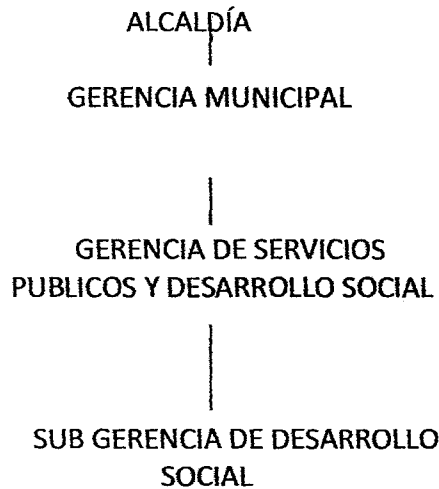 ALCALDÍA
GERENCIA MUNICIPAL
GERENCIA DE SERVICIOS
PUBLICOS Y DESARROLLO SOCIAL
SUB GERENCIA DE DESARROLLO
SOCIAL